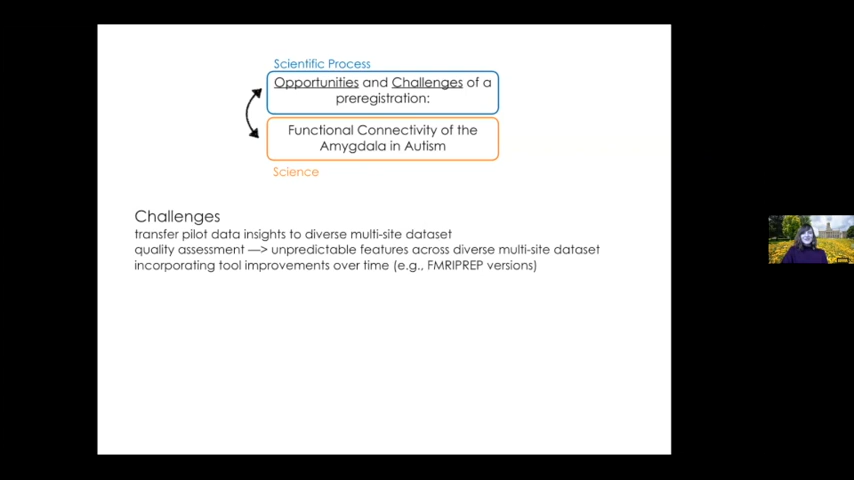 Scientific Process
Opportunities and Challenges of a
preregistration:
Functional Connectivity of the
Amygdala in Autism
Science
Challenges
transfer pilot data insights to diverse multi-site dataset
quality assessment —> unpredictable features across diverse multi-site dataset
incorporating tool improvements over time (e.g., FMRIPREP versions)